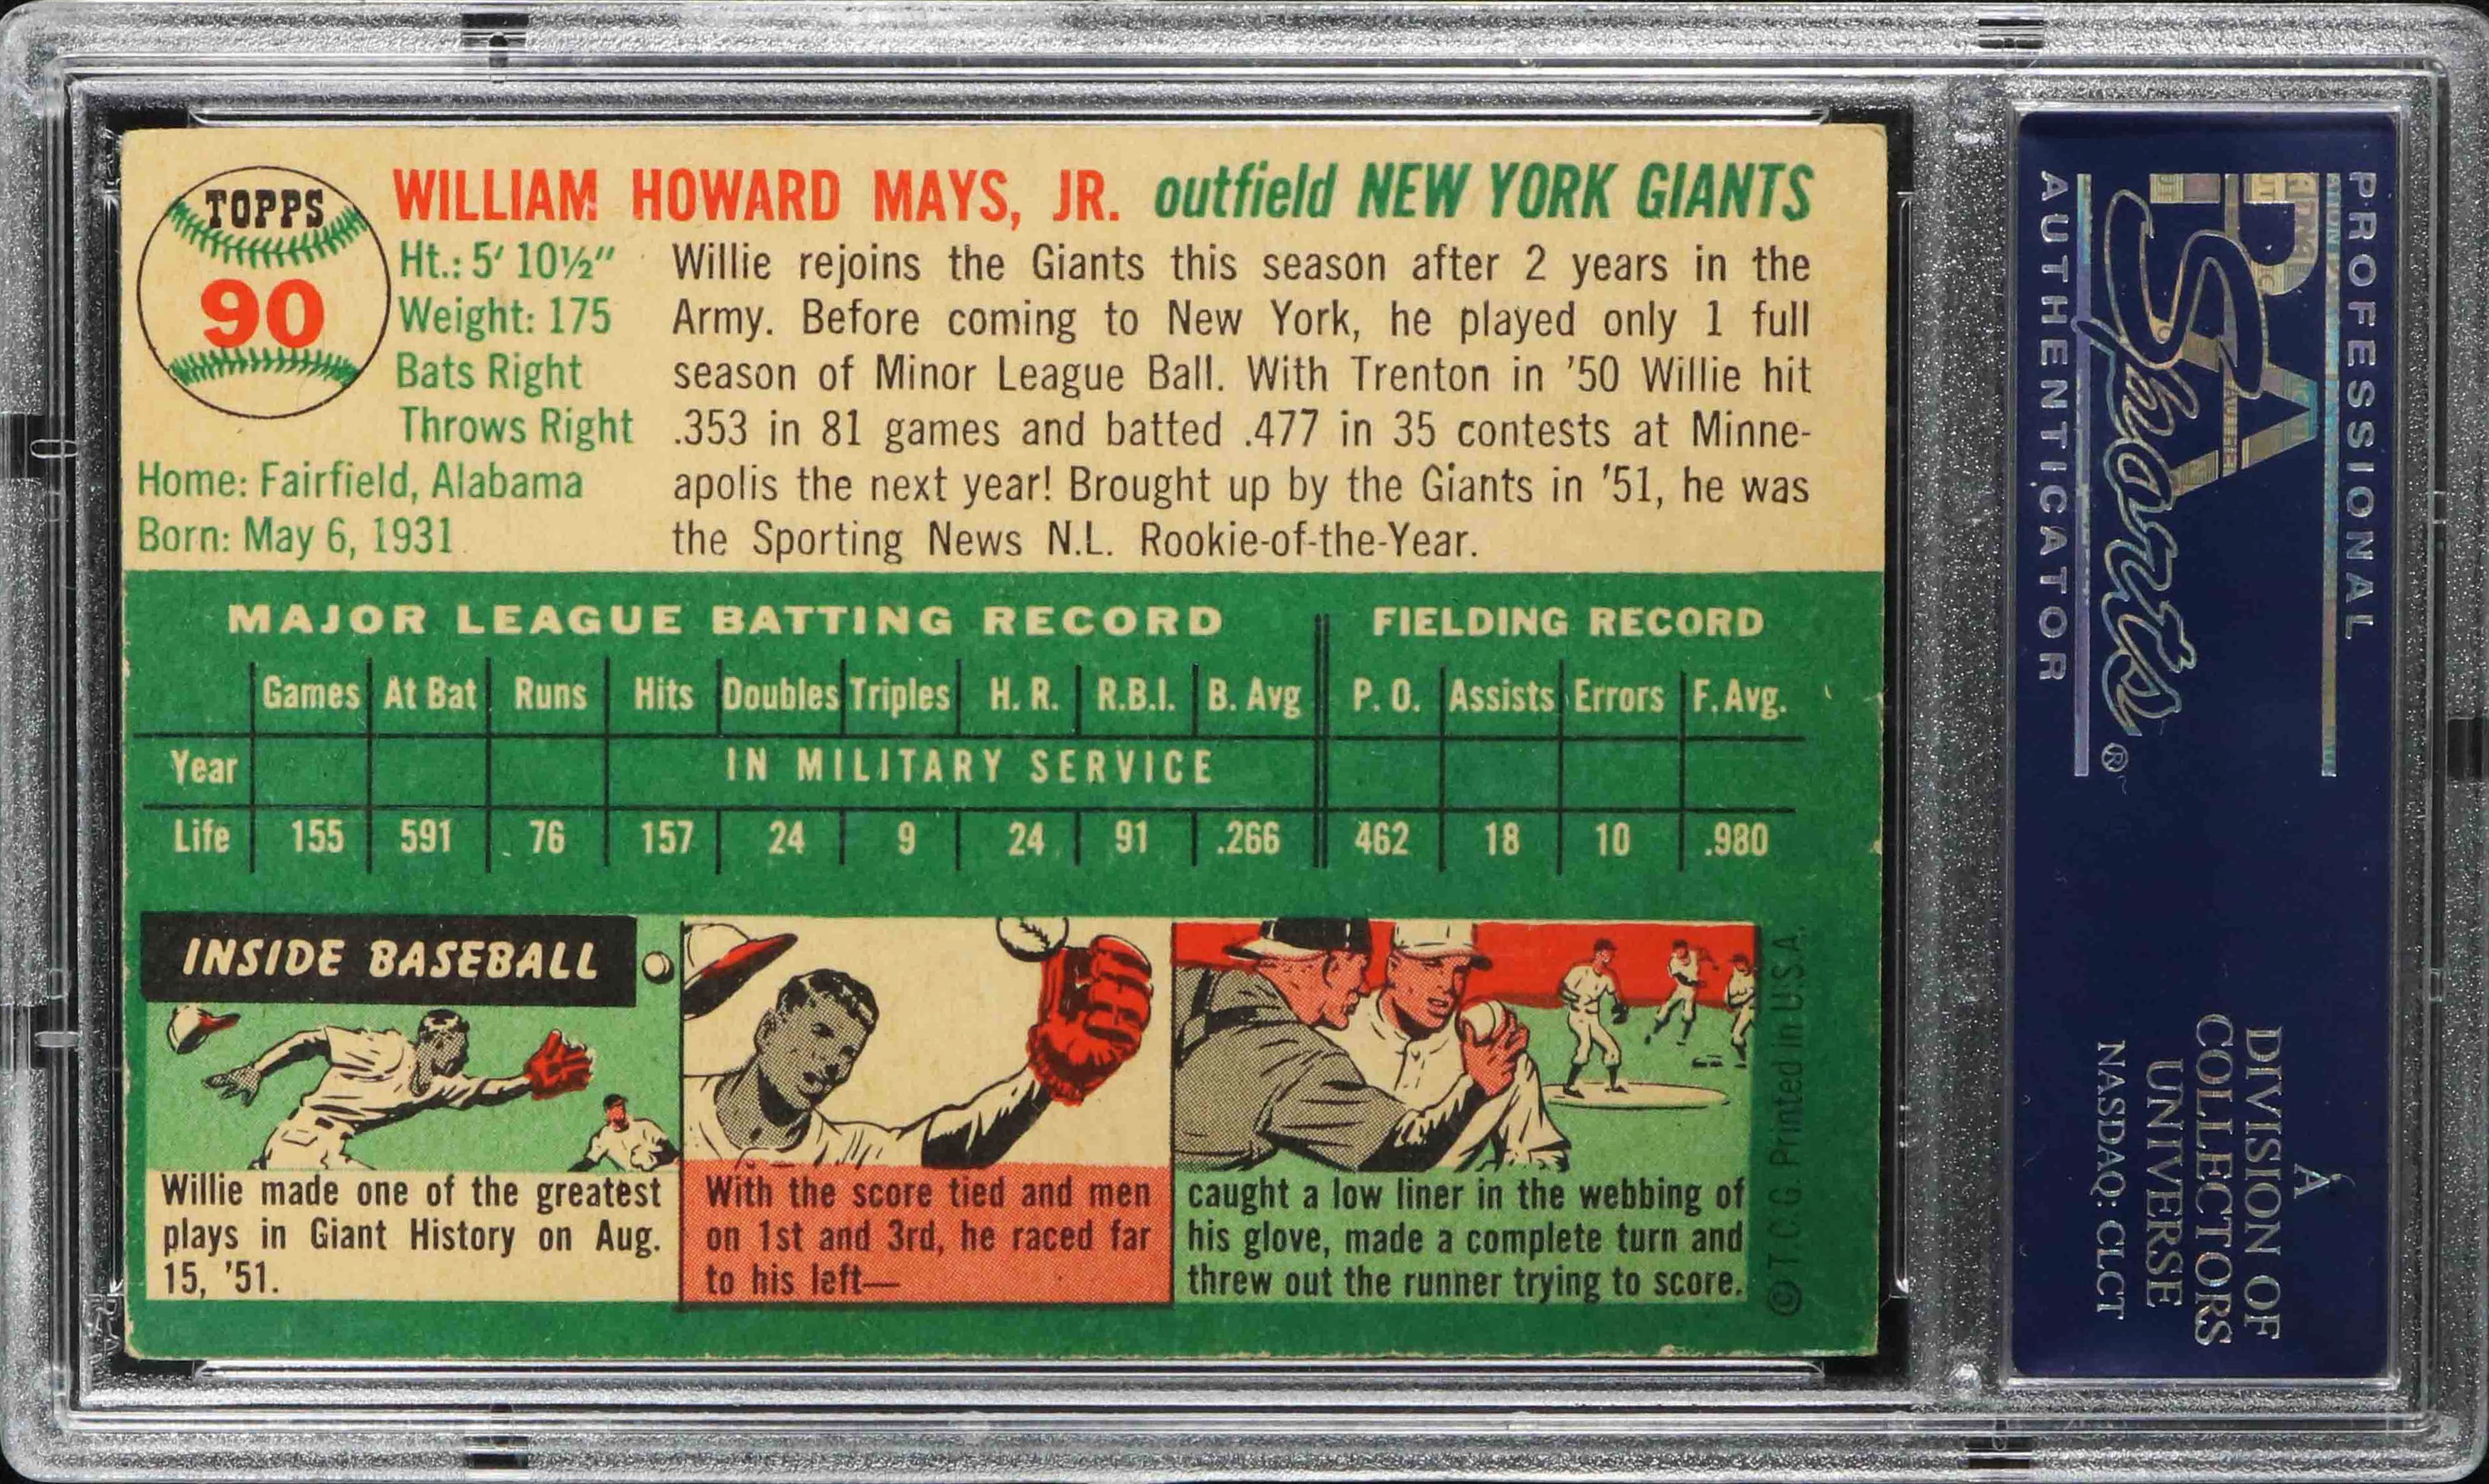 TOPPS
90
WILLIAM HOWARD MAYS, JR. outfield NEW YORK GIANTS
Ht.: 5' 10½"
Weight: 175
Bats Right
Throws Right
Home: Fairfield, Alabama
Born: May 6, 1931
Willie rejoins the Giants this season after 2 years in the
Army. Before coming to New York, he played only 1 full
season of Minor League Ball. With Trenton in '50 Willie hit
.353 in 81 games and batted .477 in 35 contests at Minne-
apolis the next year! Brought up by the Giants in '51, he was
the Sporting News N.L. Rookie-of-the-Year.
MAJOR LEAGUE BATTING RECORD FIELDING RECORD
Games At Bat Runs Hits Doubles Triples H. R. R.B.I. B. Avg P. O. Assists Errors F. Avg.
Year IN MILITARY SERVICE
Life 155 591 76 157 24 9 24 91 .266 462 18 10 .980
INSIDE BASEBALL
Willie made one of the greatest
plays in Giant History on Aug.
15, '51.
With the score tied and men
on 1st and 3rd, he raced far
to his left—
caught a low liner in the webbing of
his glove, made a complete turn and
threw out the runner trying to score.
© T.C.G. Printed in U.S.A.
PROFESSIONAL
PSA
Sports
®
AUTHENTICATOR
A
DIVISION OF
COLLECTORS
UNIVERSE
NASDAQ: CLCT